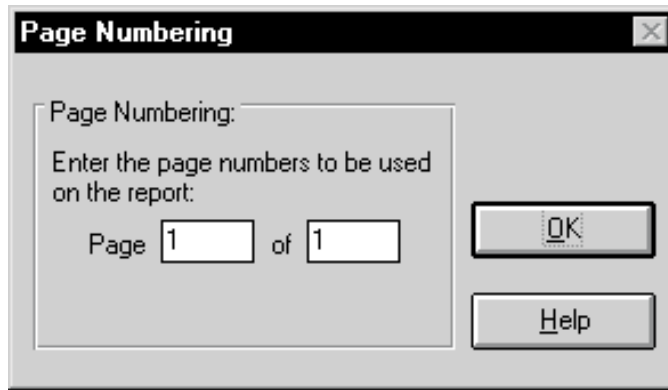 Page Numbering
Page Numbering:
Enter the page numbers to be used
on the report:
Page 1 of 1
OK
Help